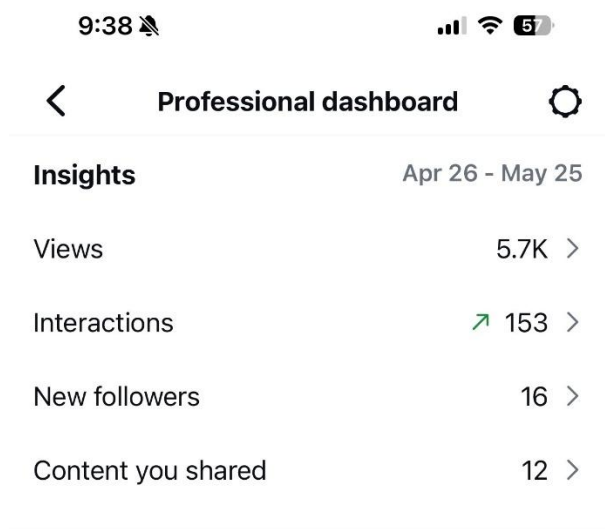 9:38
57
Professional dashboard
Insights Apr 26 - May 25
Views 5.7K
Interactions 153
New followers 16
Content you shared 12